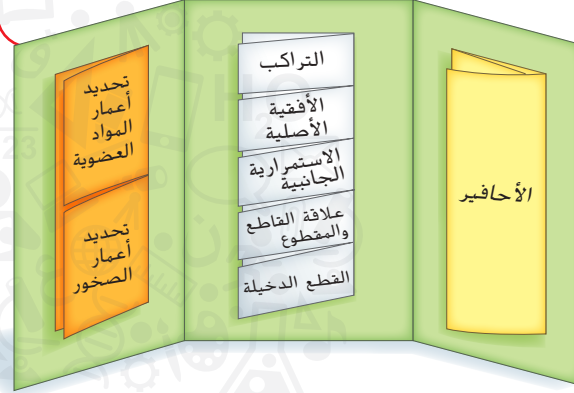 الأحافير
التراكب
الأفقية
الأصلية
الاستمرارية
الجانبية
علاقة القاطع
والمقطوع
القطع الدخيلة
تحديد
أعمار
المواد
العضوية
تحديد
أعمار
الصخور